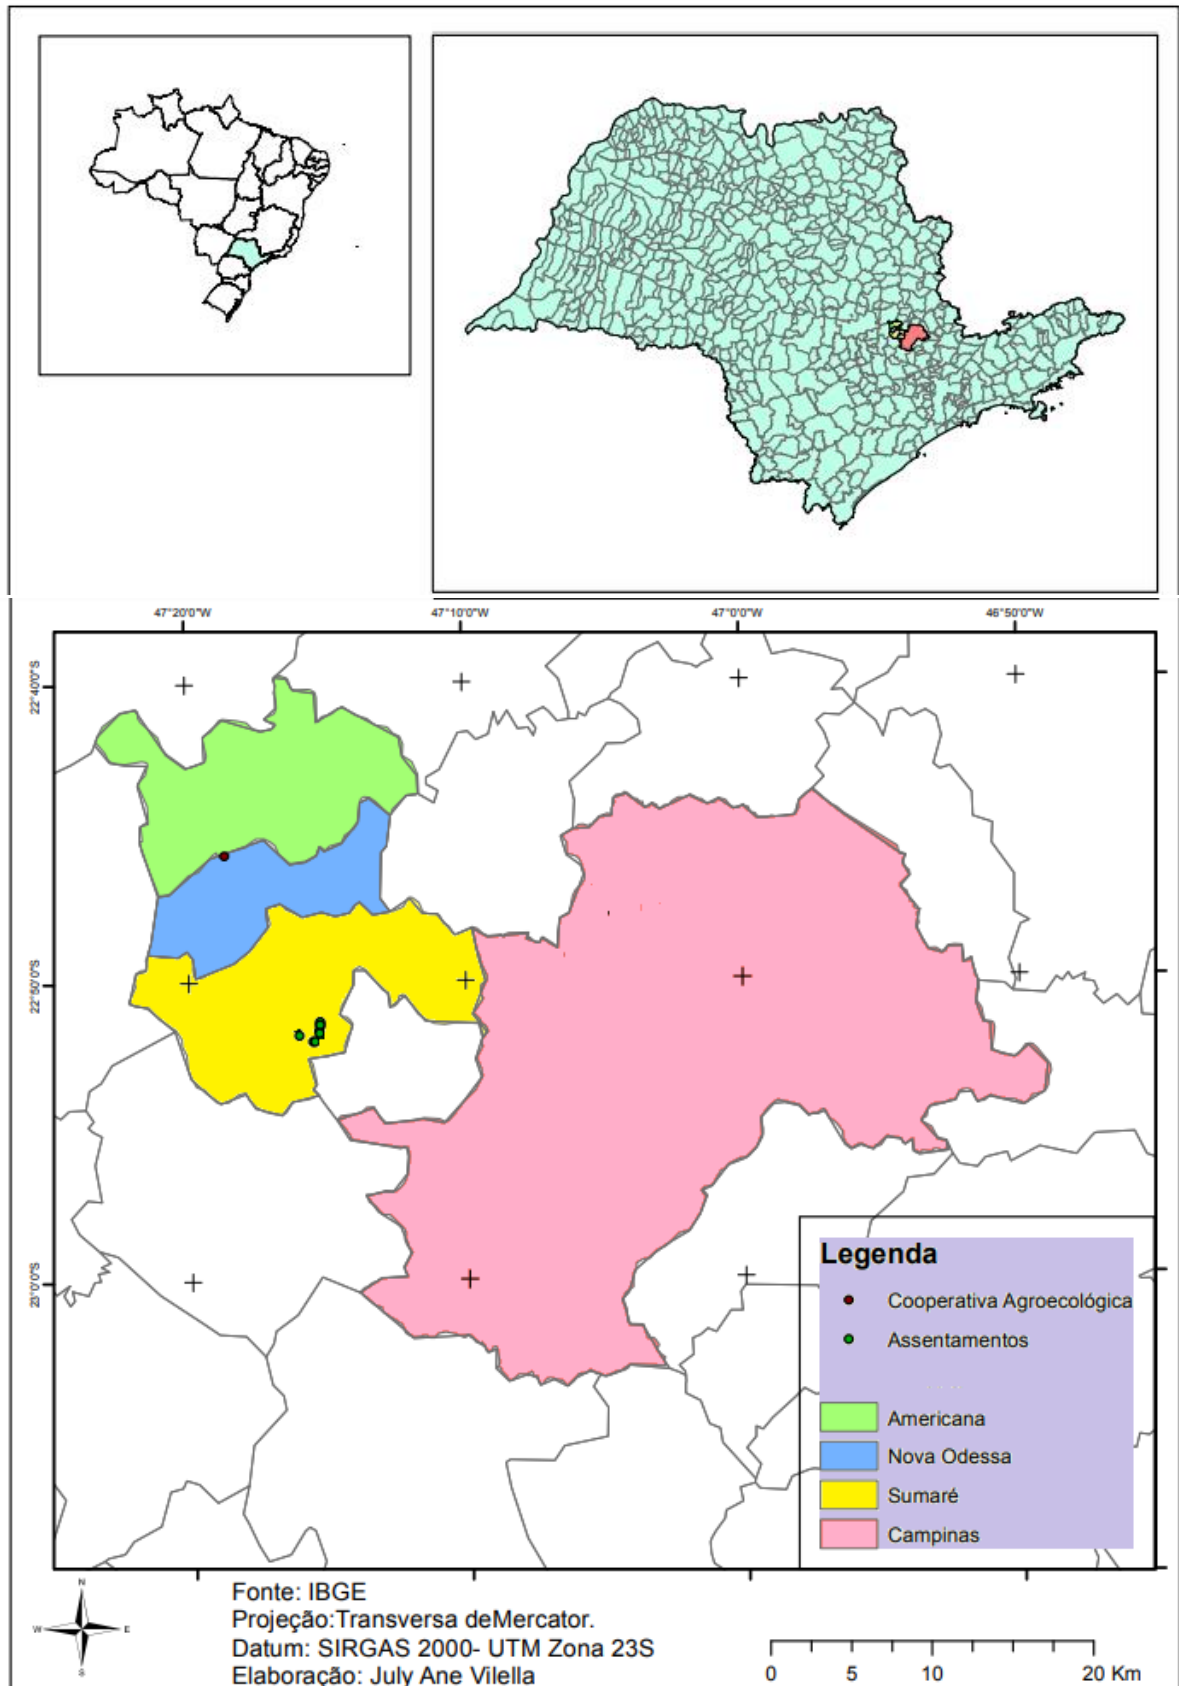 47°20'0"W 47°10'0"W 47°0'0"W 46°50'0"W
22°40'0"S
22°50'0"S
23°0'0"S
Legenda
Cooperativa Agroecológica
Assentamentos
Americana
Nova Odessa
Sumaré
Campinas
N
W E
S
Fonte: IBGE
Projeção:Transversa deMercator.
Datum: SIRGAS 2000- UTM Zona 23S
Elaboração: July Ane Vilella
0 5 10 20 Km